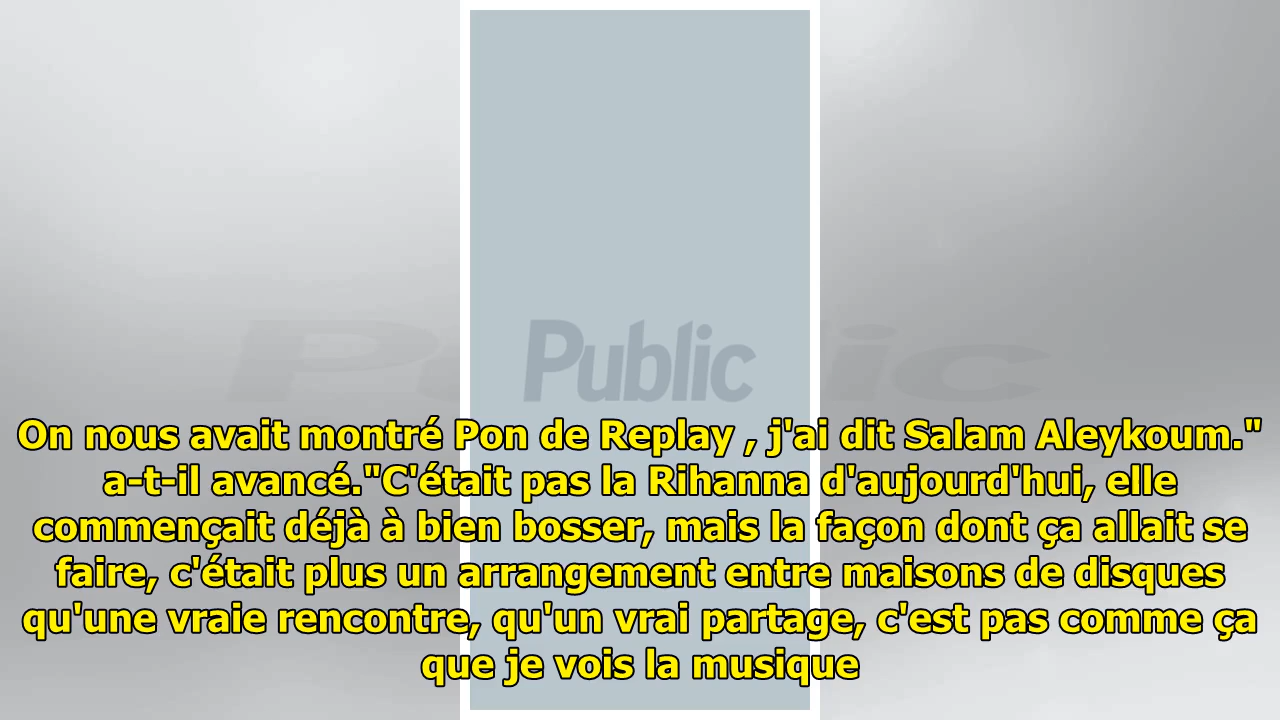 Public
Public
On nous avait montré Pon de Replay , j'ai dit Salam Aleykoum."
a-t-il avancé."C'était pas la Rihanna d'aujourd'hui, elle
commençait déjà à bien bosser, mais la façon dont ça allait se
faire, c'était plus un arrangement entre maisons de disques
qu'une vraie rencontre, qu'un vrai partage, c'est pas comme ça
que je vois la musique